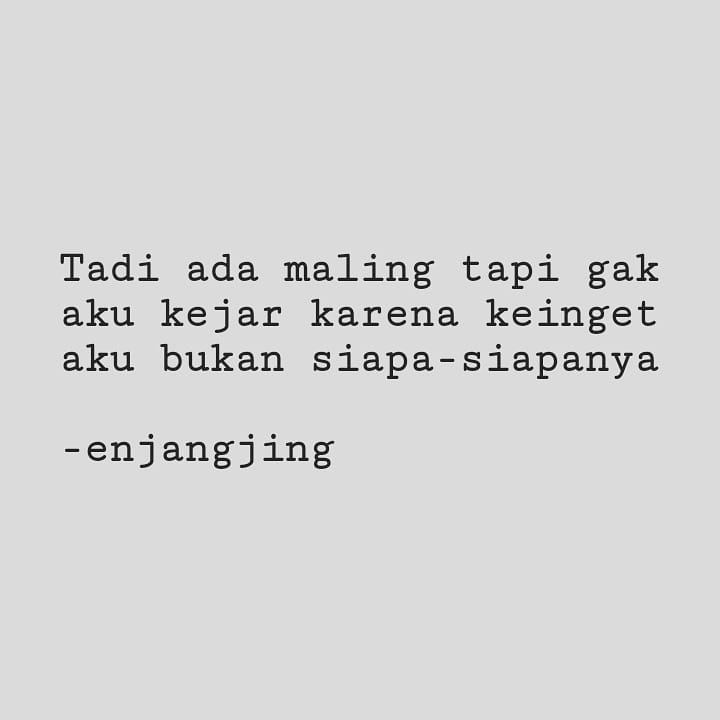 Tadi ada maling tapi gak
aku kejar karena keinget
aku bukan siapa-siapanya
-enjangjing